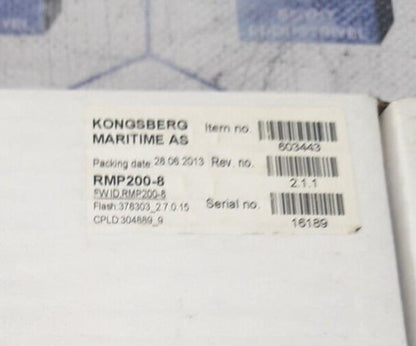 KONGSBERG
MARITIME AS
Item no.
603443
Packing date: 28.06.2013
Rev. no.
2.1.1
RMP200-8
FW.ID.RMP200-8
Flash:378303_2.7.0.15
CPLD:304889_9
Serial no.
16189